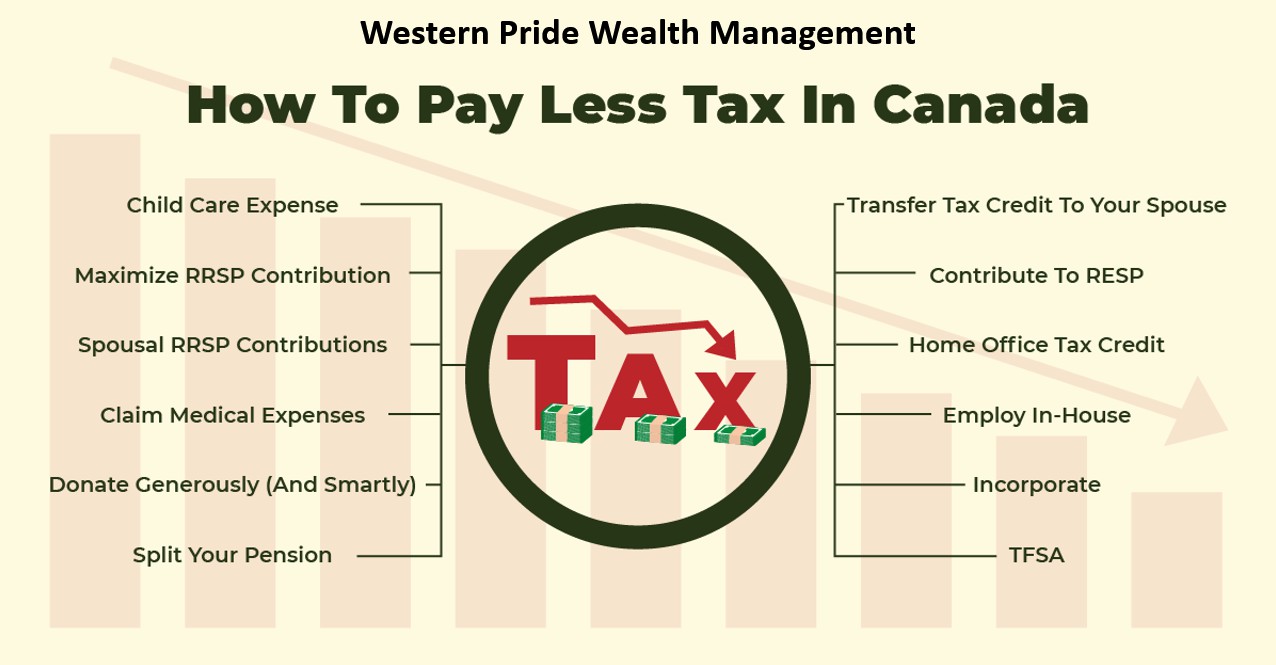 Western Pride Wealth Management
How To Pay Less Tax In Canada
Child Care Expense
Maximize RRSP Contribution
Spousal RRSP Contributions
Claim Medical Expenses
Donate Generously (And Smartly)
Split Your Pension
TAx
Transfer Tax Credit To Your Spouse
Contribute To RESP
Home Office Tax Credit
Employ In-House
Incorporate
TFSA